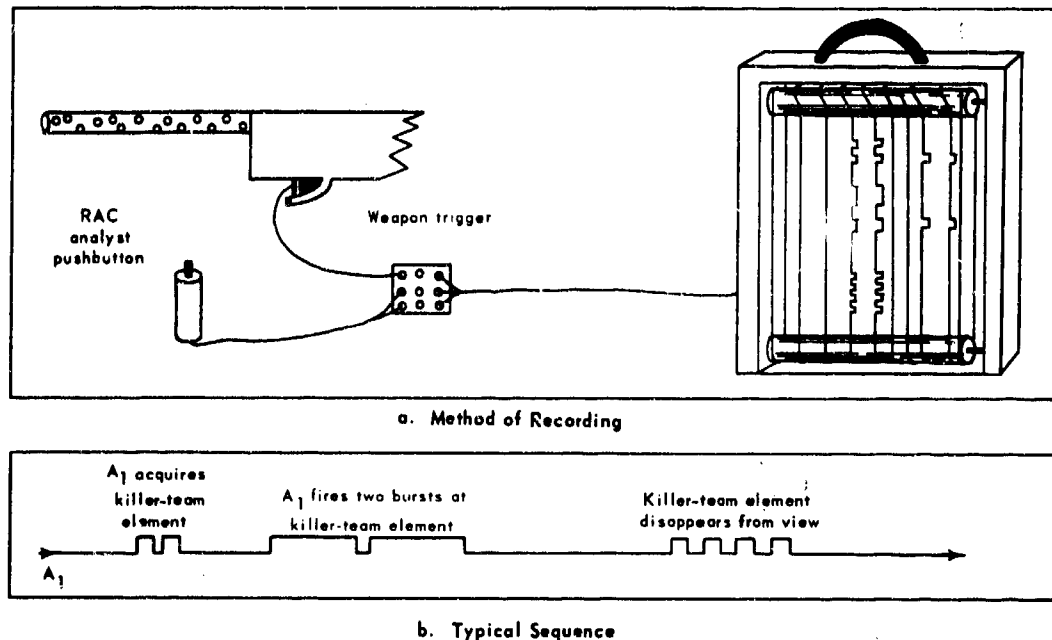 RAC
analyst
pushbutton
Weapon trigger
a. Method of Recording
A1 acquires
killer-team
element
A1 fires two bursts at
killer-team element
Killer-team element
disappears from view
A1
b. Typical Sequence